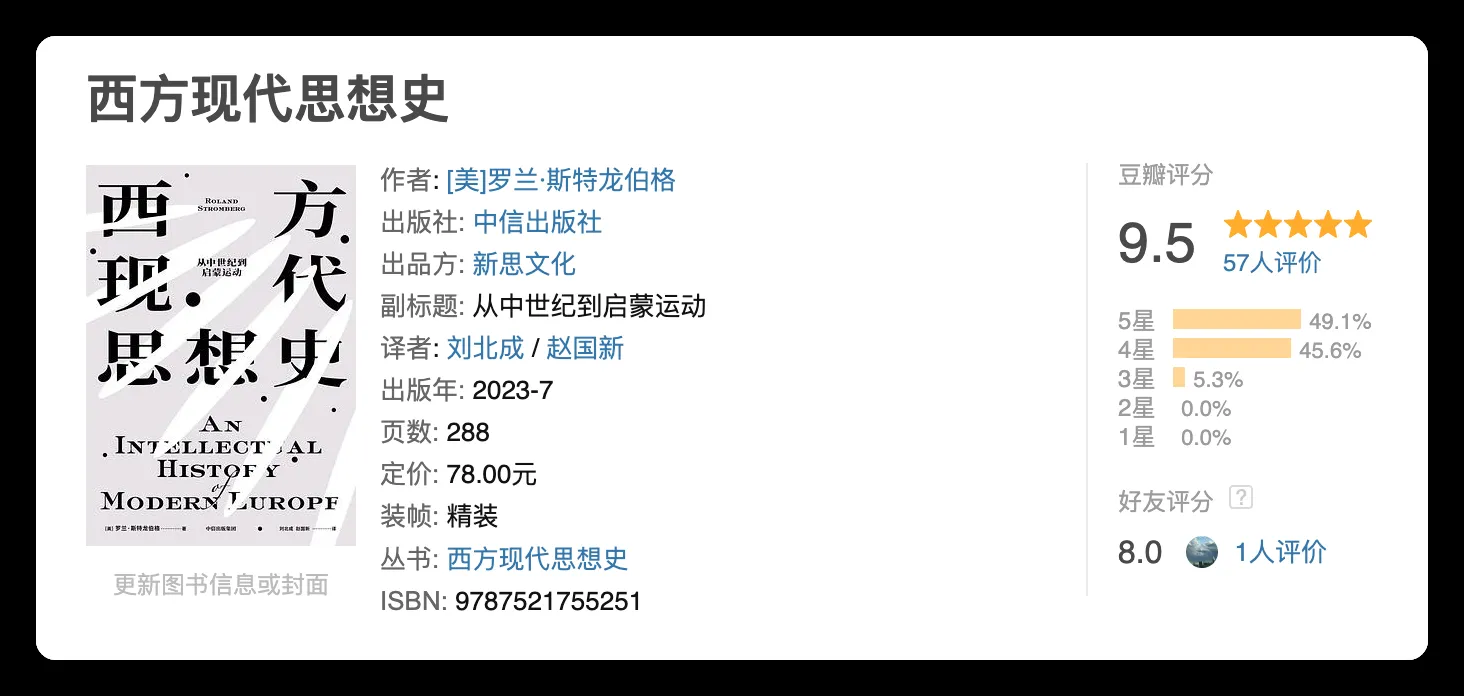 西方现代思想史
西 方
ROLAND
STROMBERG
从中世纪到
启蒙运动
现 代
思想史
AN
INTELLECTUAL
HISTORY
of
MODERN EUROPE
[美] 罗兰·斯特龙伯格 著
中信出版集团
刘北成 赵国新 译
更新图书信息或封面
作者: [美]罗兰·斯特龙伯格
出版社: 中信出版社
出品方: 新思文化
副标题: 从中世纪到启蒙运动
译者: 刘北成 / 赵国新
出版年: 2023-7
页数: 288
定价: 78.00元
装帧: 精装
丛书: 西方现代思想史
ISBN: 9787521755251
豆瓣评分
9.5
57人评价
5星 49.1%
4星 45.6%
3星 5.3%
2星 0.0%
1星 0.0%
好友评分 ?
8.0 1人评价